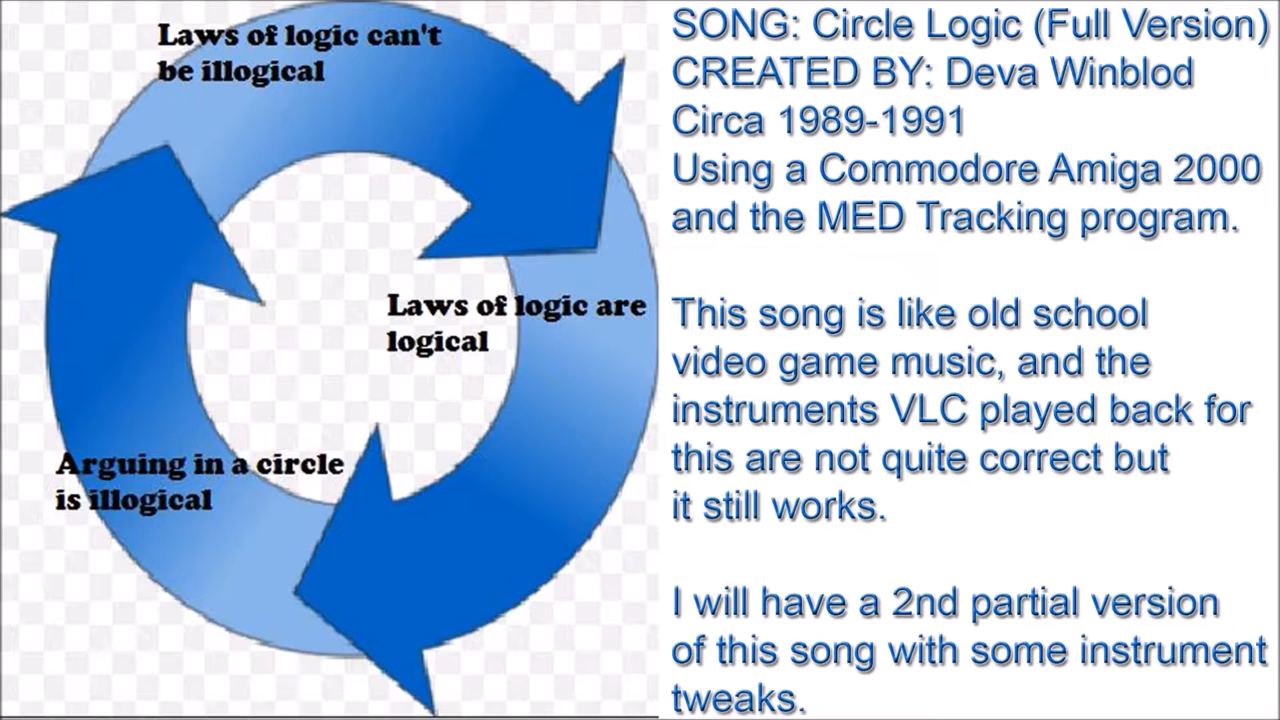 Laws of logic can't
be illogical
Laws of logic are
logical
Arguing in a circle
is illogical
SONG: Circle Logic (Full Version)
CREATED BY: Deva Winblod
Circa 1989-1991
Using a Commodore Amiga 2000
and the MED Tracking program.
This song is like old school
video game music, and the
instruments VLC played back for
this are not quite correct but
it still works.
I will have a 2nd partial version
of this song with some instrument
tweaks.